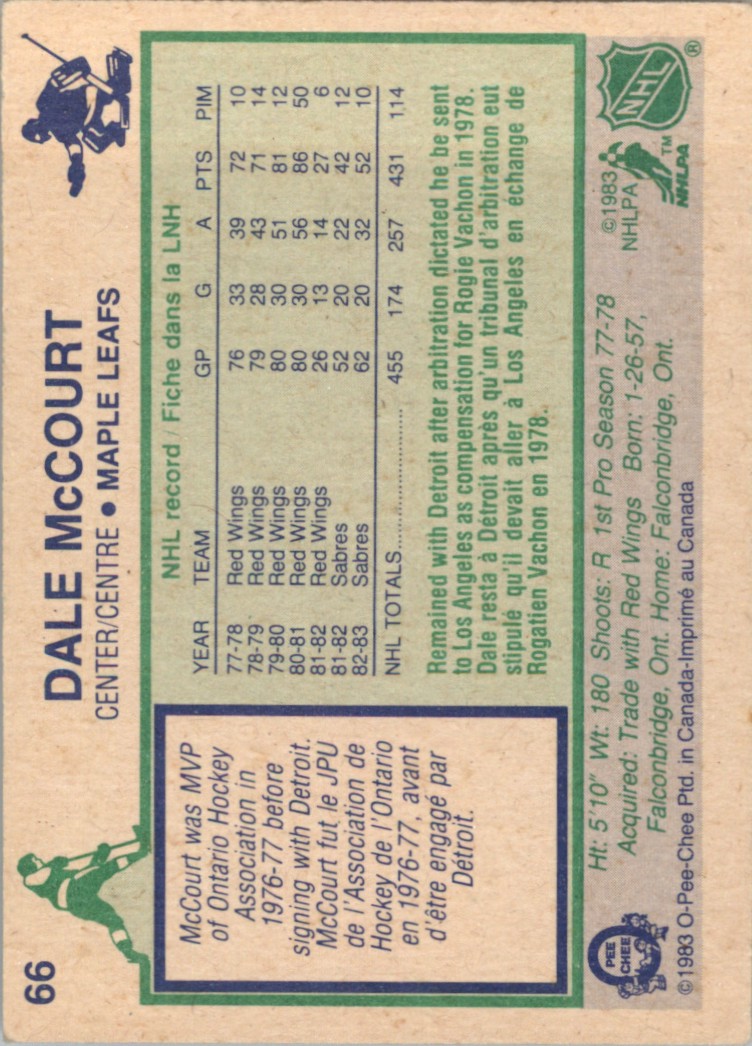 66
DALE McCOURT
CENTER/CENTRE • MAPLE LEAFS
McCourt was MVP
of Ontario Hockey
Association in
1976-77 before
signing with Detroit.
McCourt fut le JPU
de l'Association de
Hockey de l'Ontario
en 1976-77, avant
d'être engagé par
Détroit.
NHL record / Fiche dans la LNH
YEAR TEAM GP G A PTS PIM
77-78 Red Wings 76 33 39 72 10
78-79 Red Wings 79 28 43 71 14
79-80 Red Wings 80 30 51 81 12
80-81 Red Wings 80 30 56 86 50
81-82 Red Wings 26 13 14 27 6
81-82 Sabres 52 20 22 42 12
82-83 Sabres 62 20 32 52 10
NHL TOTALS.................... 455 174 257 431 1,14
Remained with Detroit after arbitration dictated he be sent
to Los Angeles as compensation for Rogie Vachon in 1978.
Dale resta à Détroit après qu'un tribunal d'arbitration eut
stipulé qu'il devait aller à Los Angeles en échange de
Rogatien Vachon en 1978.
Ht: 5'10" Wt: 180 Shoots: R 1st Pro Season 77-78
Acquired: Trade with Red Wings Born: 1-26-57,
Falconbridge, Ont. Home: Falconbridge, Ont.
©1983 O-Pee-Chee Ptd. in Canada-Imprimé au Canada
O
PEE
CHEE
©1983
NHLPA
NHLPA
TM
NHL
®